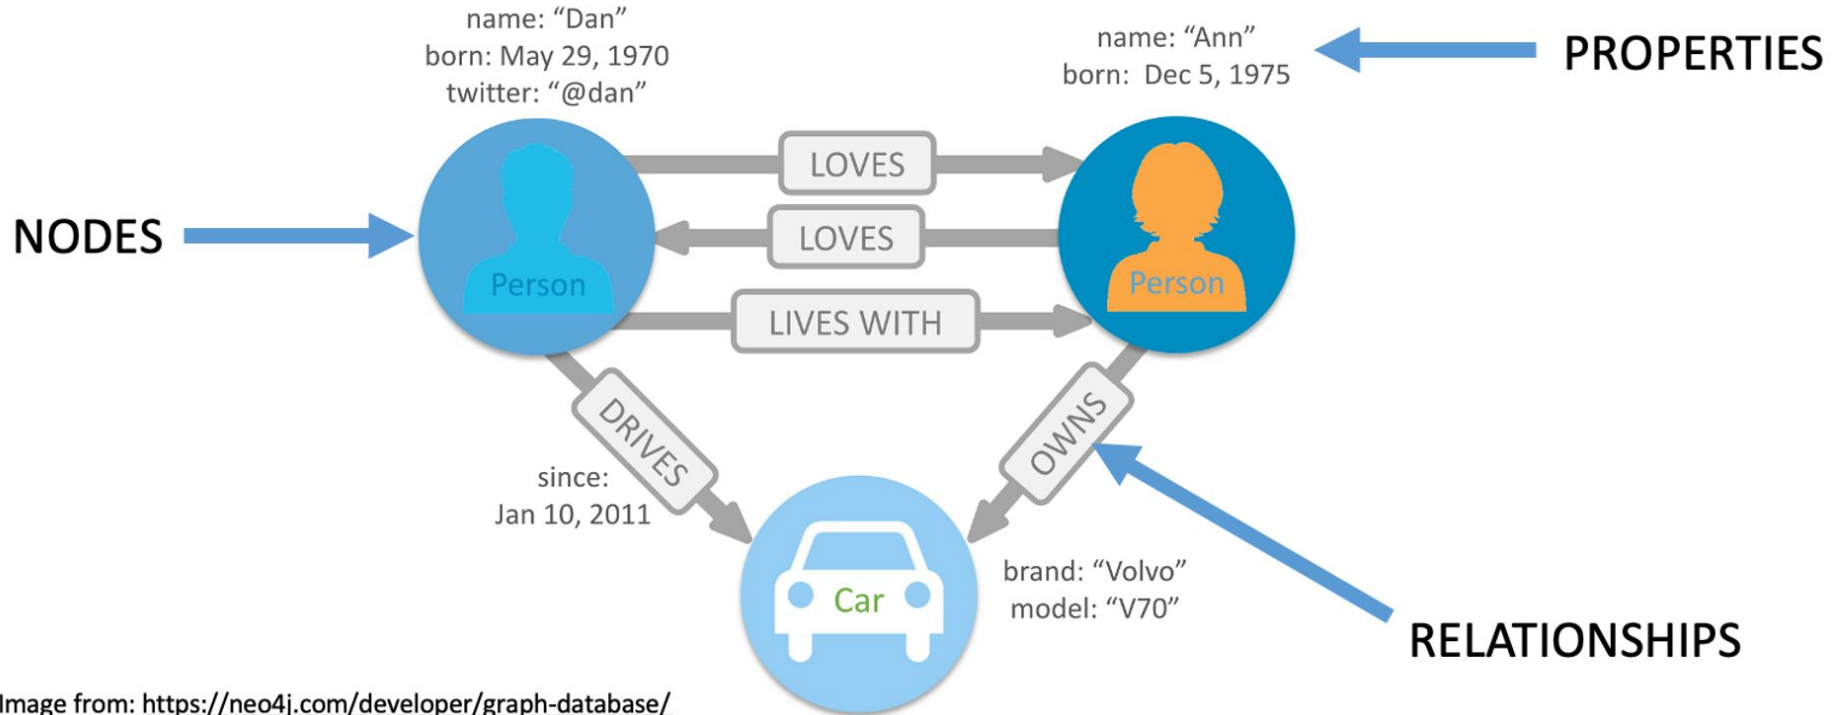 name: “Dan”
born: May 29, 1970
twitter: “@dan”
name: “Ann”
born:  Dec 5, 1975
PROPERTIES
LOVES
NODES
LOVES
Person
Person
LIVES WITH
DRIVES
OWNS
since:
Jan 10, 2011
brand: “Volvo”
model: “V70”
Car
RELATIONSHIPS
Image from: https://neo4j.com/developer/graph-database/